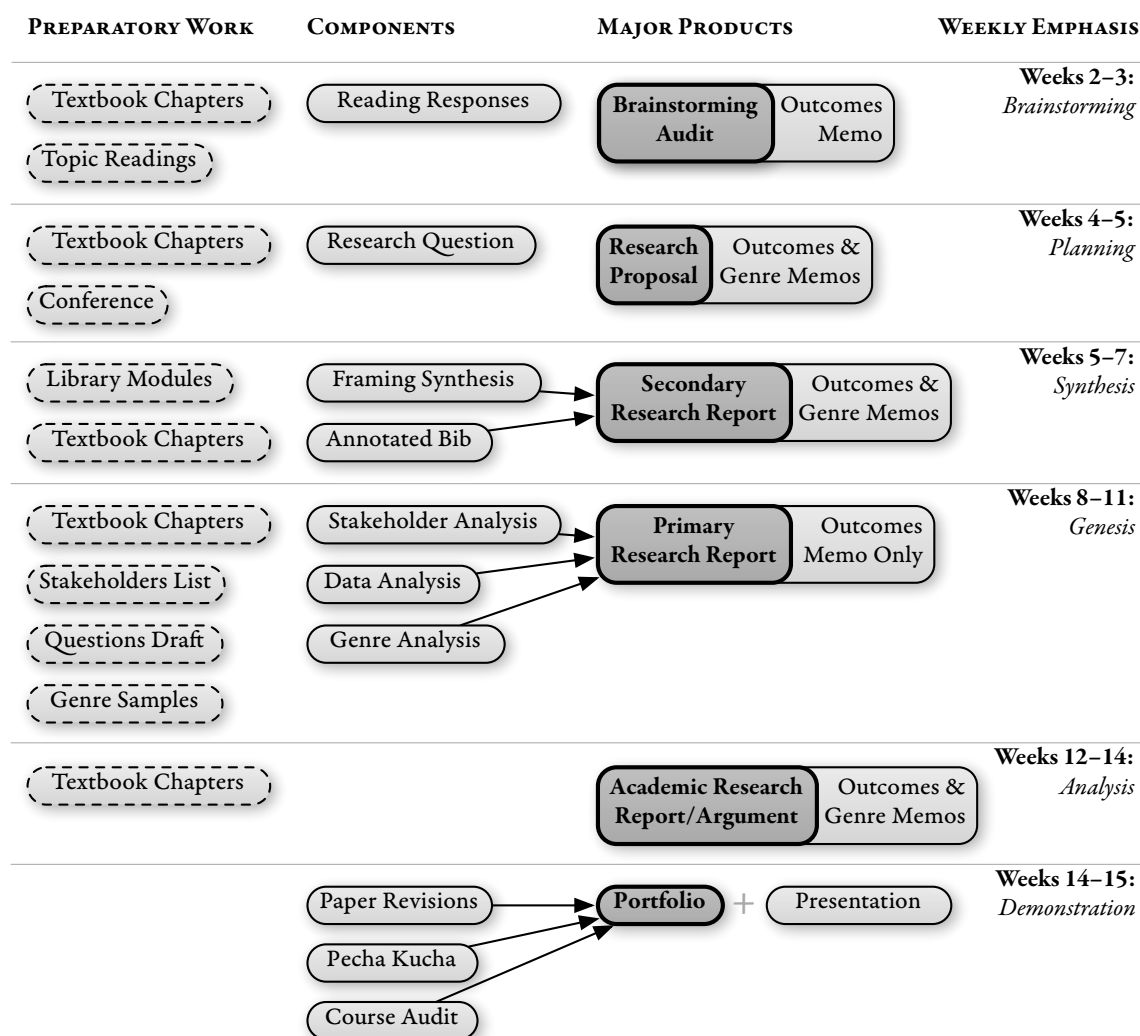 PREPARATORY WORK COMPONENTS MAJOR PRODUCTS WEEKLY EMPHASIS
Weeks 2–3:
Brainstorming
Textbook Chapters
Topic Readings
Reading Responses
Brainstorming
Audit
Outcomes
Memo
Weeks 4–5:
Planning
Textbook Chapters
Conference
Research Question
Research
Proposal
Outcomes &
Genre Memos
Weeks 5–7:
Synthesis
Library Modules
Textbook Chapters
Framing Synthesis
Annotated Bib
Secondary
Research Report
Outcomes &
Genre Memos
Weeks 8–11:
Genesis
Textbook Chapters
Stakeholders List
Questions Draft
Genre Samples
Stakeholder Analysis
Data Analysis
Genre Analysis
Primary
Research Report
Outcomes
Memo Only
Weeks 12–14:
Analysis
Textbook Chapters
Academic Research
Report/Argument
Outcomes &
Genre Memos
Weeks 14–15:
Demonstration
Paper Revisions
Pecha Kucha
Course Audit
Portfolio + Presentation